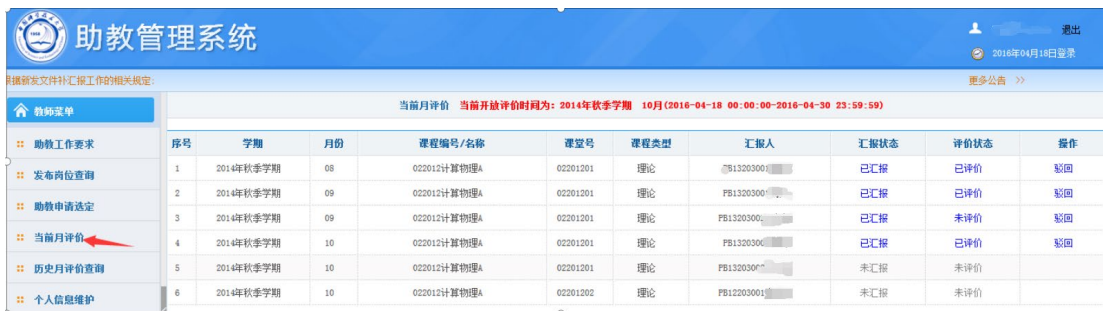 助教管理系统
退出
2016年04月18日登录
根据新发文件补汇报工作的相关规定:
更多公告 >>
教师菜单
助教工作要求
发布岗位查询
助教申请选定
当前月评价
历史月评价查询
个人信息维护
当前月评价 当前开放评价时间为：2014年秋季学期 10月(2016-04-18 00:00:00-2016-04-30 23:59:59)
序号 学期 月份 课程编号/名称 课堂号 课程类型 汇报人 汇报状态 评价状态 操作
1 2014年秋季学期 08 022012计算物理A 02201201 理论 PB13203001 已汇报 已评价 驳回
2 2014年秋季学期 09 022012计算物理A 02201201 理论 PB13203001 已汇报 已评价 驳回
3 2014年秋季学期 09 022012计算物理A 02201201 理论 PB1320300 已汇报 未评价 驳回
4 2014年秋季学期 10 022012计算物理A 02201201 理论 PB1320300 已汇报 已评价 驳回
5 2014年秋季学期 10 022012计算物理A 02201201 理论 PB1320300 未汇报 未评价
6 2014年秋季学期 10 022012计算物理A 02201202 理论 PB12203001 未汇报 未评价